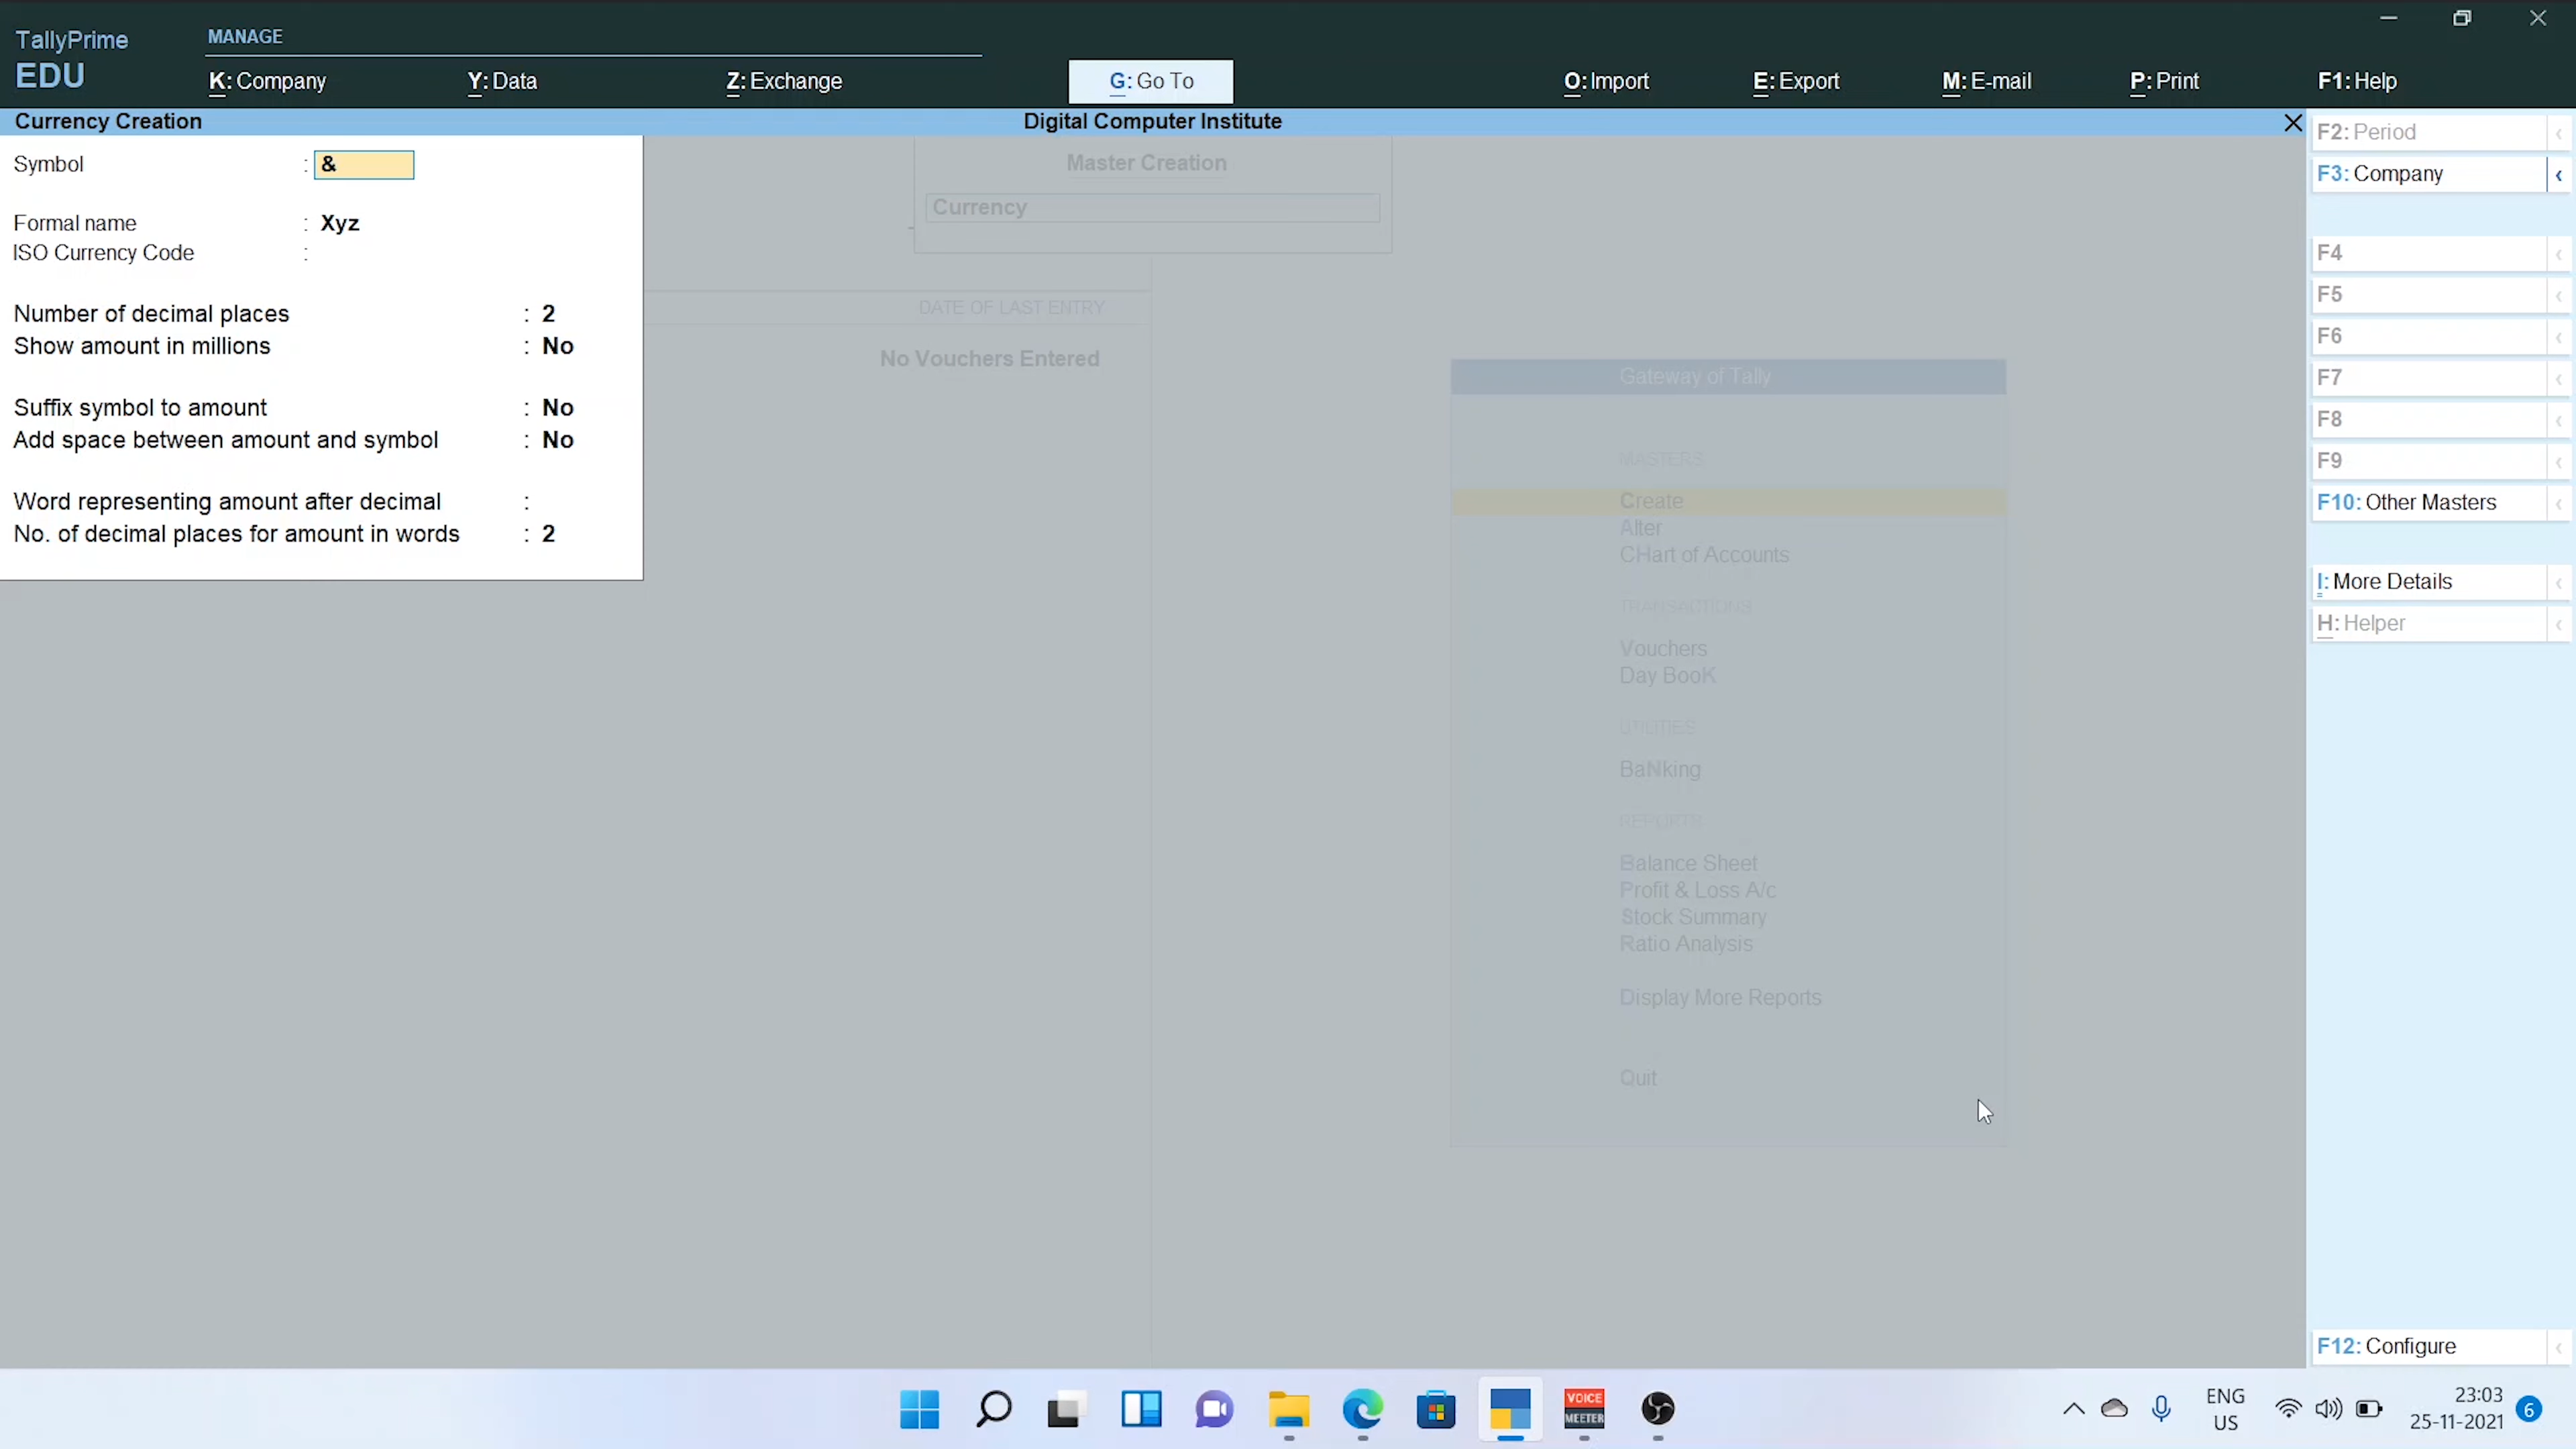 TallyPrime
EDU
MANAGE
K: Company
Y: Data
Z: Exchange
G: Go To
O: Import
E: Export
M: E-mail
P: Print
F1: Help
Currency Creation
Digital Computer Institute
Symbol : &
Formal name : Xyz
ISO Currency Code :
Number of decimal places : 2
Show amount in millions : No
Suffix symbol to amount : No
Add space between amount and symbol : No
Word representing amount after decimal :
No. of decimal places for amount in words : 2
Master Creation
Currency
DATE OF LAST ENTRY
No Vouchers Entered
Gateway of Tally
MASTERS
Create
Alter
CHart of Accounts
TRANSACTIONS
Vouchers
Day BooK
UTILITIES
BaNking
REPORTS
Balance Sheet
Profit & Loss A/c
Stock Summary
Ratio Analysis
Display More Reports
Quit
F2: Period
F3: Company
F4
F5
F6
F7
F8
F9
F10: Other Masters
I: More Details
H: Helper
F12: Configure
VOICE
MEETER
ENG
US
23:03
25-11-2021
6